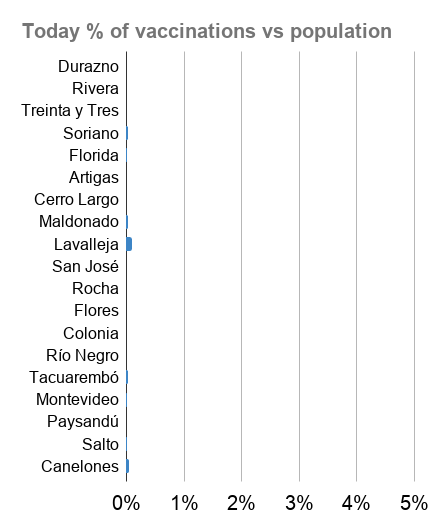 Today % of vaccinations vs population
Durazno
Rivera
Treinta y Tres
Soriano
Florida
Artigas
Cerro Largo
Maldonado
Lavalleja
San José
Rocha
Flores
Colonia
Río Negro
Tacuarembó
Montevideo
Paysandú
Salto
Canelones
0% 1% 2% 3% 4% 5%